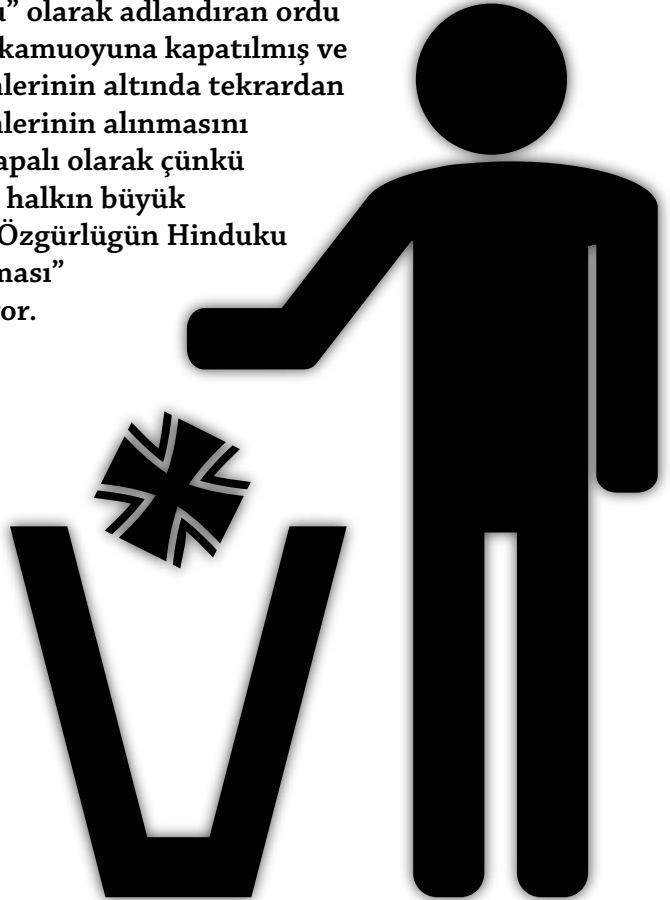 ” olarak adlandıran ordu
kamuoyuna kapatılmış ve
lerinin altında tekrardan
lerinin alınmasını
apalı olarak çünkü
halkın büyük
Özgürlügün Hinduku
ması”
or.